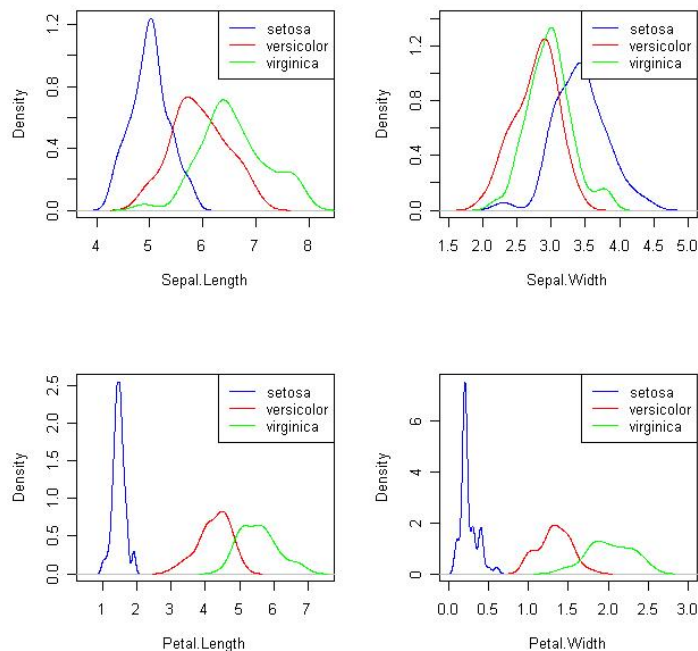 setosa
versicolor
virginica
Density
0.0 0.4 0.8 1.2
4 5 6 7 8
Sepal.Length
setosa
versicolor
virginica
Density
0.0 0.4 0.8 1.2
1.5 2.0 2.5 3.0 3.5 4.0 4.5 5.0
Sepal.Width
setosa
versicolor
virginica
Density
0.0 0.5 1.0 1.5 2.0 2.5
1 2 3 4 5 6 7
Petal.Length
setosa
versicolor
virginica
Density
0 2 4 6
0.0 0.5 1.0 1.5 2.0 2.5 3.0
Petal.Width